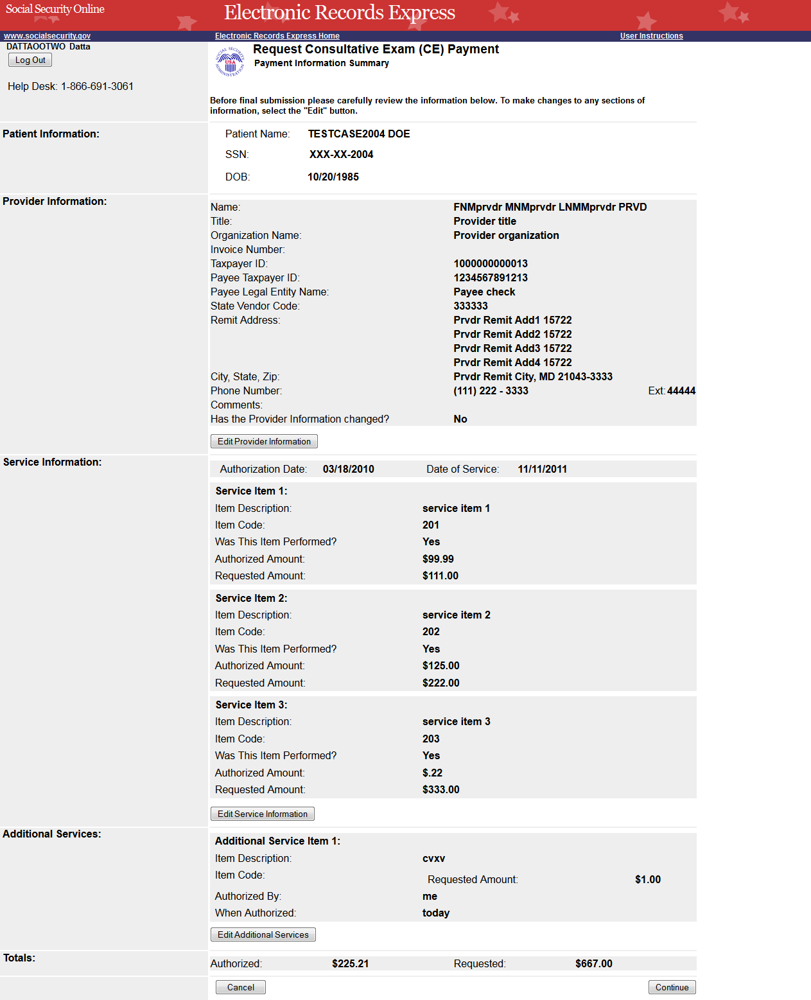 Social Security Online
Electronic Records Express
www.socialsecurity.gov Electronic Records Express Home User Instructions
DATTAOOTWO Datta
Log Out
Help Desk: 1-866-691-3061
SOCIAL SECURITY ADMINISTRATION
USA
Request Consultative Exam (CE) Payment
Payment Information Summary
Before final submission please carefully review the information below. To make changes to any sections of
information, select the "Edit" button.
Patient Information:
Patient Name: TESTCASE2004 DOE
SSN: XXX-XX-2004
DOB: 10/20/1985
Provider Information:
Name: FNMprvdr MNMprvdr LNMMprvdr PRVD
Title: Provider title
Organization Name: Provider organization
Invoice Number:
Taxpayer ID: 1000000000013
Payee Taxpayer ID: 1234567891213
Payee Legal Entity Name: Payee check
State Vendor Code: 333333
Remit Address: Prvdr Remit Add1 15722
Prvdr Remit Add2 15722
Prvdr Remit Add3 15722
Prvdr Remit Add4 15722
City, State, Zip: Prvdr Remit City, MD 21043-3333
Phone Number: (111) 222 - 3333 Ext: 44444
Comments:
Has the Provider Information changed? No
Edit Provider Information
Service Information:
Authorization Date: 03/18/2010 Date of Service: 11/11/2011
Service Item 1:
Item Description: service item 1
Item Code: 201
Was This Item Performed? Yes
Authorized Amount: $99.99
Requested Amount: $111.00
Service Item 2:
Item Description: service item 2
Item Code: 202
Was This Item Performed? Yes
Authorized Amount: $125.00
Requested Amount: $222.00
Service Item 3:
Item Description: service item 3
Item Code: 203
Was This Item Performed? Yes
Authorized Amount: $.22
Requested Amount: $333.00
Edit Service Information
Additional Services:
Additional Service Item 1:
Item Description: cvxv
Item Code: Requested Amount: $1.00
Authorized By: me
When Authorized: today
Edit Additional Services
Totals:
Authorized: $225.21 Requested: $667.00
Cancel Continue